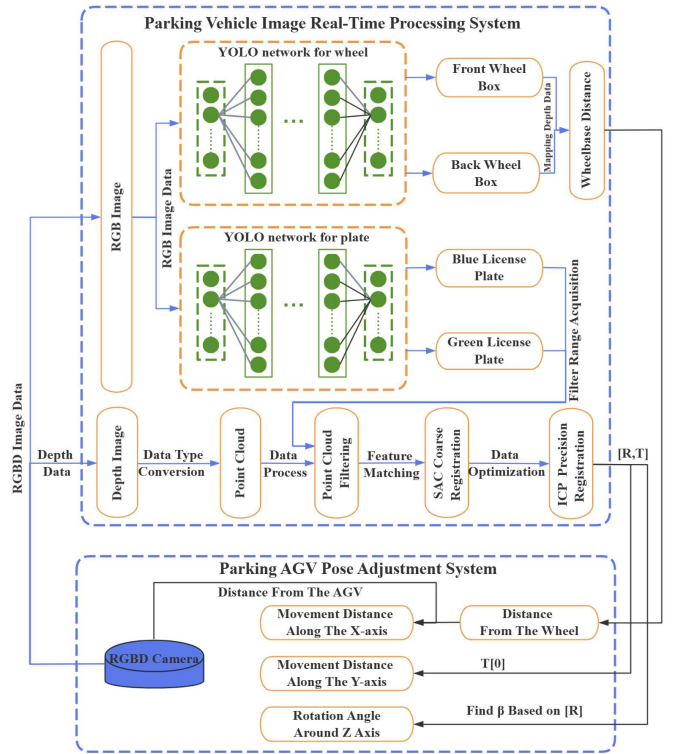 Parking Vehicle Image Real-Time Processing System
YOLO network for wheel
Front Wheel
Box
Back Wheel
Box
Mapping Depth Data
Wheelbase Distance
RGB Image
RGB Image Data
YOLO network for plate
Blue License
Plate
Green License
Plate
Filter Range Acquisition
RGBD Image Data
Depth
Data
Depth Image
Data Type
Conversion
Point Cloud
Data
Process
Point Cloud
Filtering
Feature
Matching
SAC Coarse
Registration
Data
Optimization
ICP Precision
Registration
[R,T]
Parking AGV Pose Adjustment System
Distance From The AGV
Movement Distance
Along The X-axis
Distance
From The Wheel
RGBD Camera
Movement Distance
Along The Y-axis
T[0]
Rotation Angle
Around Z Axis
Find β Based on [R]